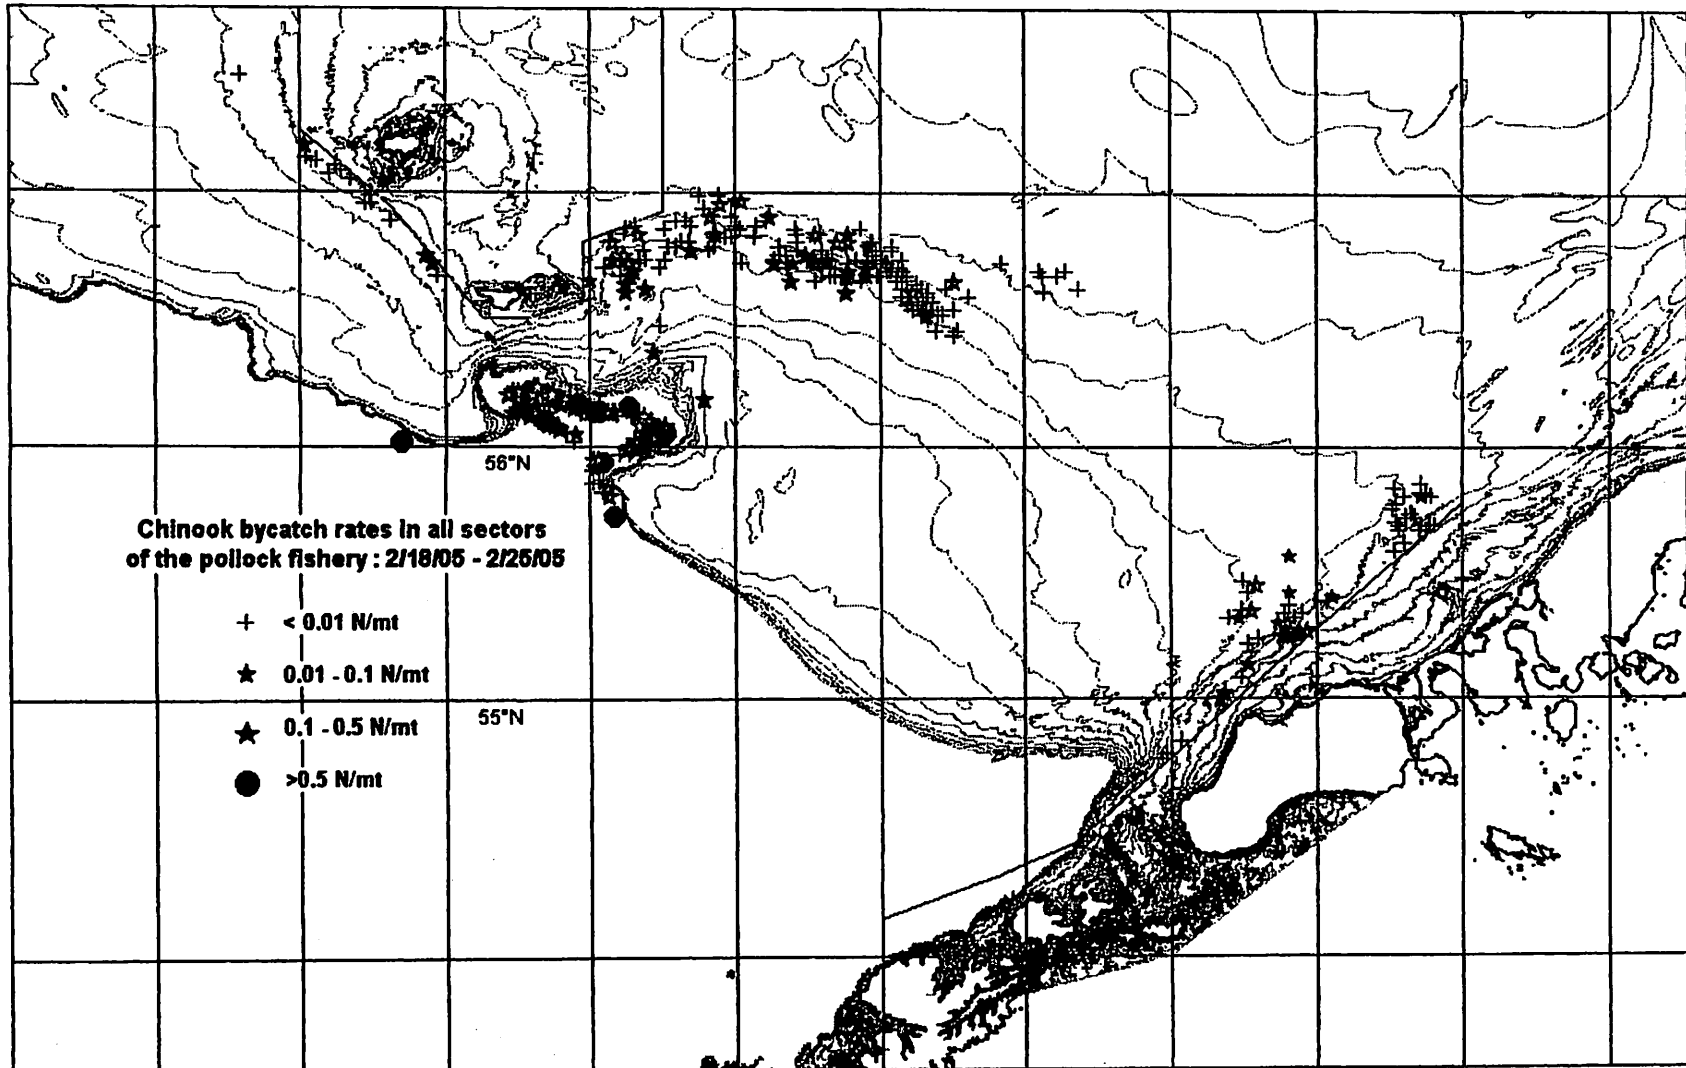 56°N
Chinook bycatch rates in all sectors
of the pollock fishery : 2/18/05 - 2/25/05
< 0.01 N/mt
0.01 - 0.1 N/mt
55°N
0.1 - 0.5 N/mt
>0.5 N/mt